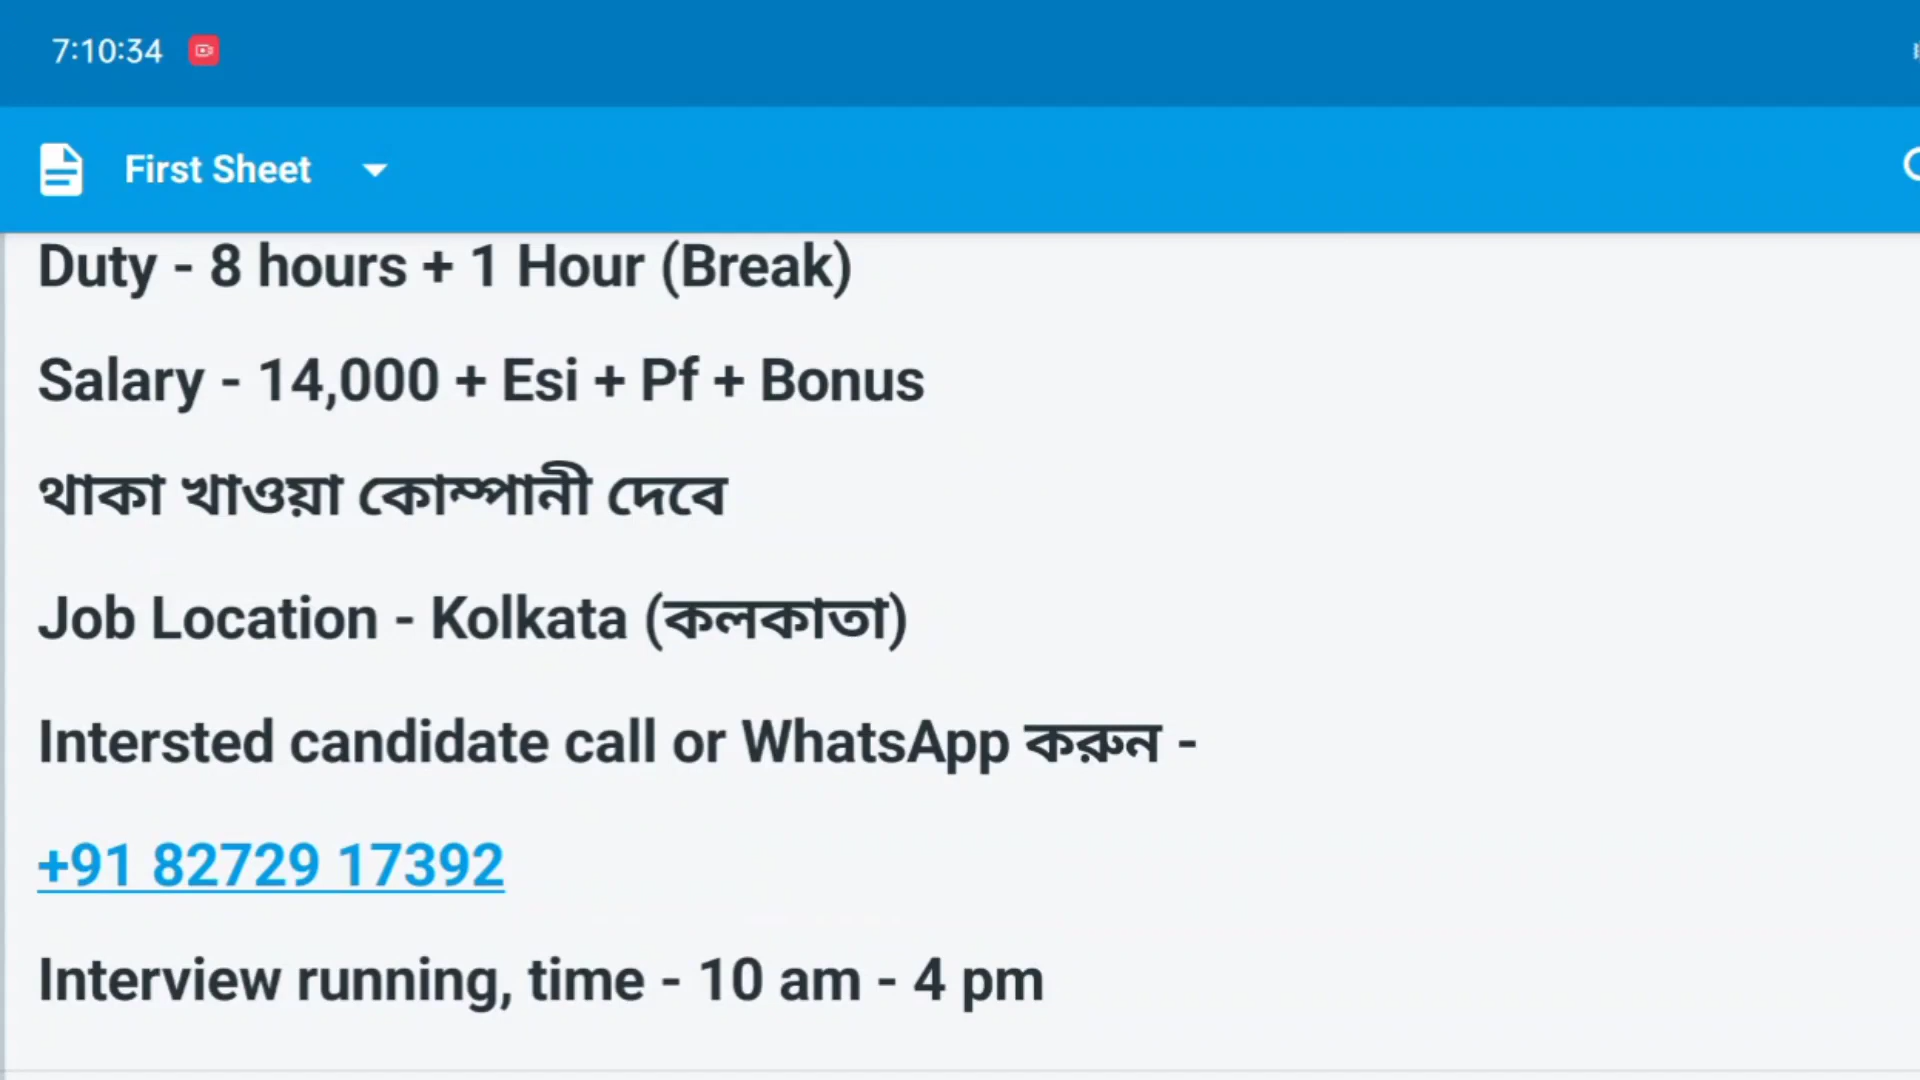 7:10:34
First Sheet
Duty - 8 hours + 1 Hour (Break)
Salary - 14,000 + Esi + Pf + Bonus
থাকা খাওয়া কোম্পানী দেবে
Job Location - Kolkata (কলকাতা)
Intersted candidate call or WhatsApp করুন -
+91 82729 17392
Interview running, time - 10 am - 4 pm